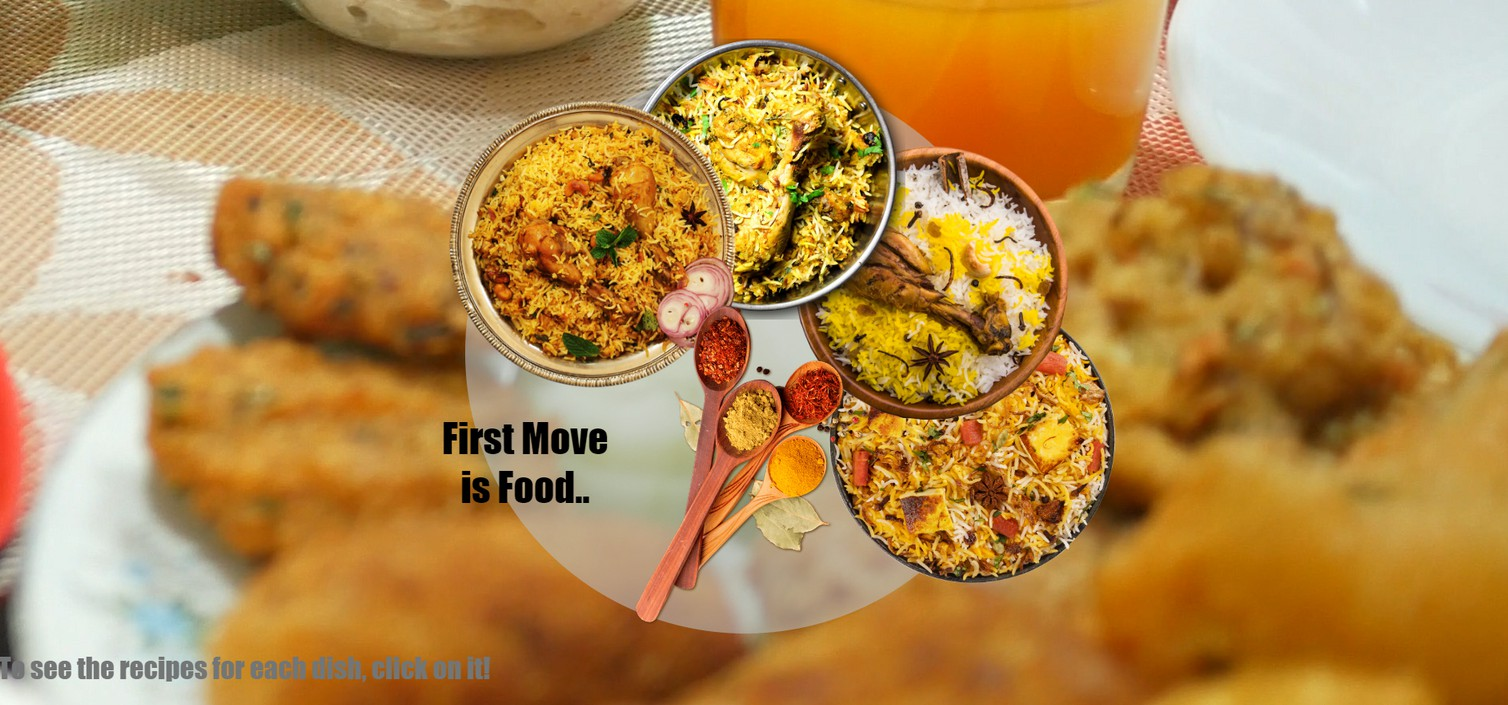 First Move
is Food..
To see the recipes for each dish, click on it!